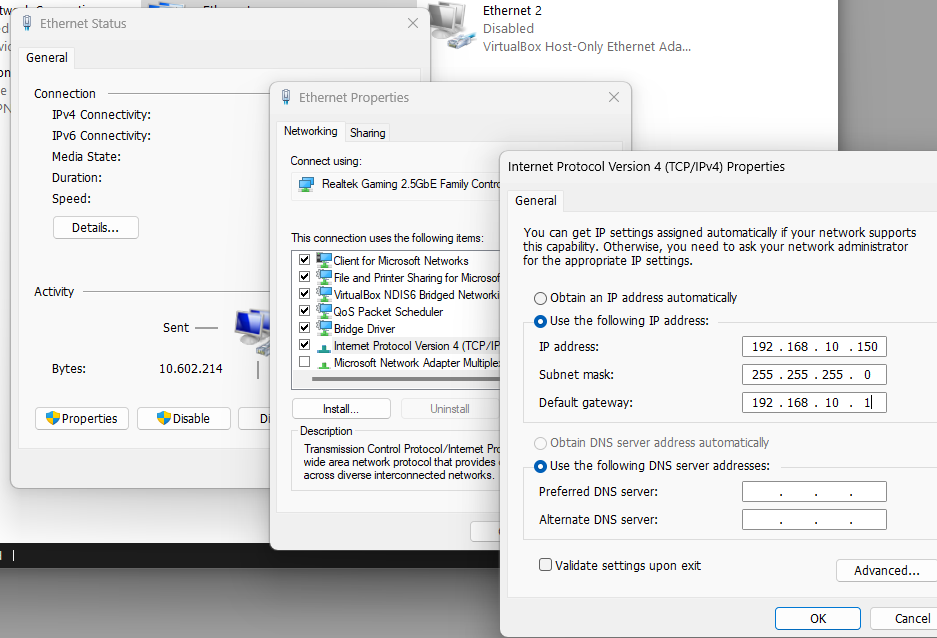 Ethernet Status
General
Connection
IPv4 Connectivity:
IPv6 Connectivity:
Media State:
Duration:
Speed:
Details...
Activity
Sent
Bytes:
10.602.214
Properties
Disable
Di
Ethernet 2
Disabled
VirtualBox Host-Only Ethernet Ada...
Ethernet Properties
Networking
Sharing
Connect using:
Realtek Gaming 2.5GbE Family Contro
This connection uses the following items:
Client for Microsoft Networks
File and Printer Sharing for Microsof
VirtualBox NDIS6 Bridged Networki
QoS Packet Scheduler
Bridge Driver
Internet Protocol Version 4 (TCP/IP
Microsoft Network Adapter Multiple
Install...
Uninstall
Description
Transmission Control Protocol/Internet Pro
wide area network protocol that provides
across diverse interconnected networks.
Internet Protocol Version 4 (TCP/IPv4) Properties
General
You can get IP settings assigned automatically if your network supports
this capability. Otherwise, you need to ask your network administrator
for the appropriate IP settings.
Obtain an IP address automatically
Use the following IP address:
IP address:
192 . 168 . 10 . 150
Subnet mask:
255 . 255 . 255 . 0
Default gateway:
192 . 168 . 10 . 1
Obtain DNS server address automatically
Use the following DNS server addresses:
Preferred DNS server:
. . .
Alternate DNS server:
. . .
Validate settings upon exit
Advanced...
OK
Cancel